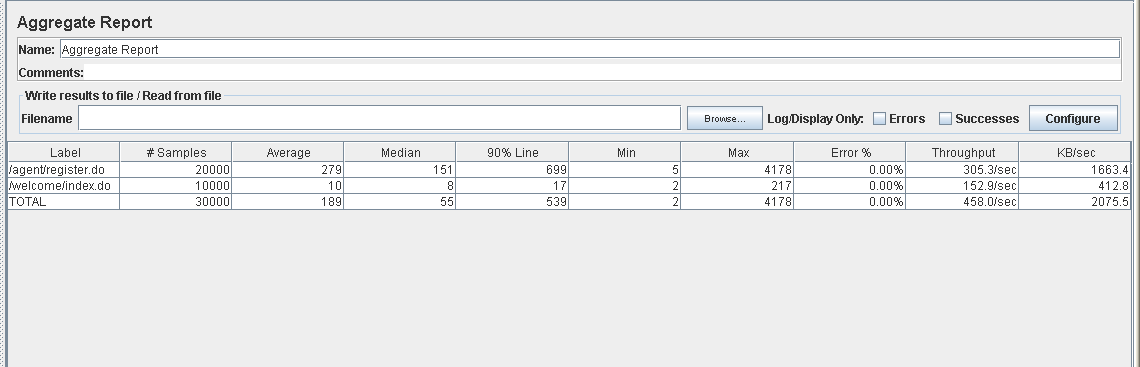 Aggregate Report
Name: Aggregate Report
Comments:
Write results to file / Read from file
Filename Browse... Log/Display Only: Errors Successes Configure
Label # Samples Average Median 90% Line Min Max Error % Throughput KB/sec
/agent/register.do 20000 279 151 699 5 4178 0.00% 305.3/sec 1663.4
/welcome/index.do 10000 10 8 17 2 217 0.00% 152.9/sec 412.8
TOTAL 30000 189 55 539 2 4178 0.00% 458.0/sec 2075.5